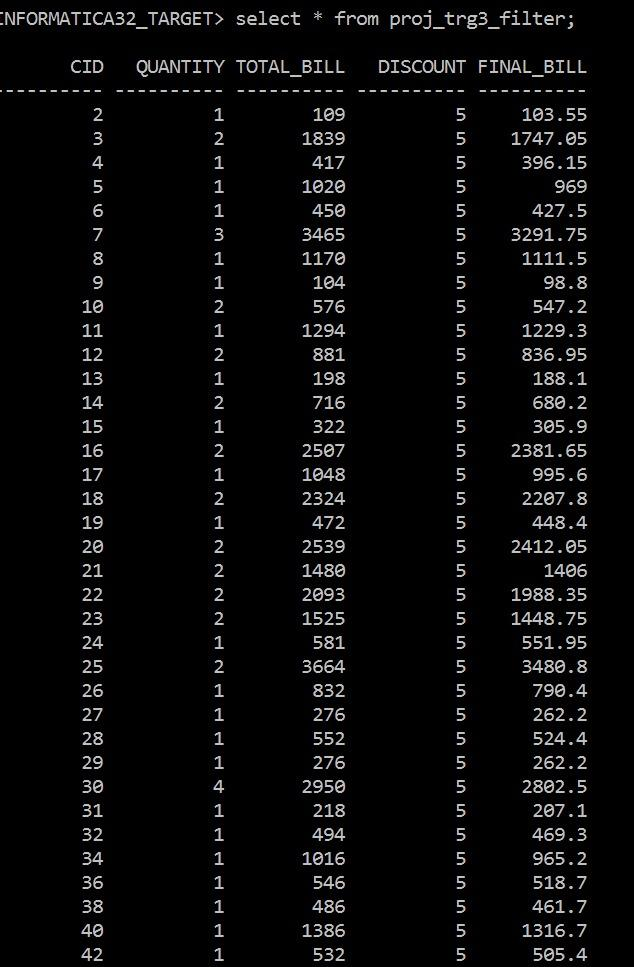 INFORMATICA32_TARGET> select * from proj_trg3_filter;
CID QUANTITY TOTAL_BILL DISCOUNT FINAL_BILL
---------- ---------- ---------- ---------- ----------
2 1 109 5 103.55
3 2 1839 5 1747.05
4 1 417 5 396.15
5 1 1020 5 969
6 1 450 5 427.5
7 3 3465 5 3291.75
8 1 1170 5 1111.5
9 1 104 5 98.8
10 2 576 5 547.2
11 1 1294 5 1229.3
12 2 881 5 836.95
13 1 198 5 188.1
14 2 716 5 680.2
15 1 322 5 305.9
16 2 2507 5 2381.65
17 1 1048 5 995.6
18 2 2324 5 2207.8
19 1 472 5 448.4
20 2 2539 5 2412.05
21 2 1480 5 1406
22 2 2093 5 1988.35
23 2 1525 5 1448.75
24 1 581 5 551.95
25 2 3664 5 3480.8
26 1 832 5 790.4
27 1 276 5 262.2
28 1 552 5 524.4
29 1 276 5 262.2
30 4 2950 5 2802.5
31 1 218 5 207.1
32 1 494 5 469.3
34 1 1016 5 965.2
36 1 546 5 518.7
38 1 486 5 461.7
40 1 1386 5 1316.7
42 1 532 5 505.4